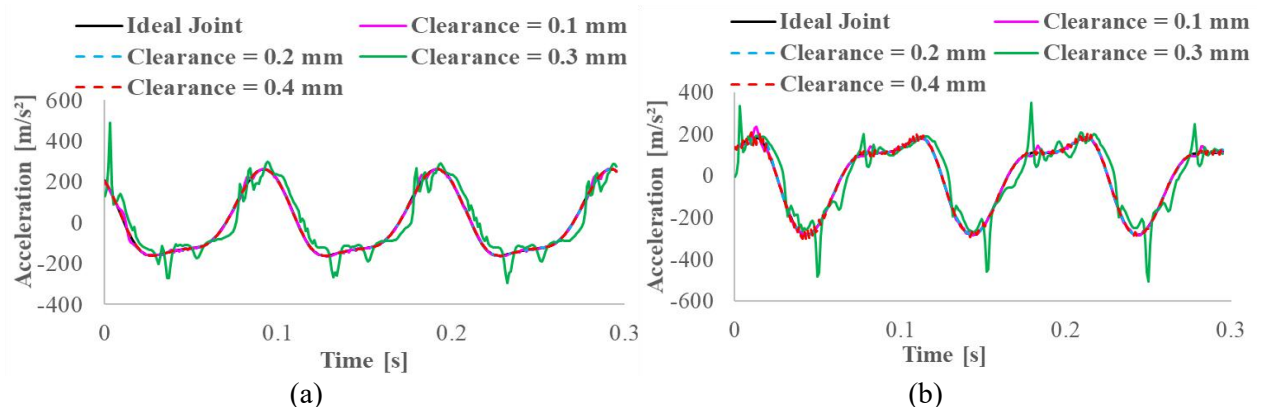 Ideal Joint Clearance = 0.1 mm
Clearance = 0.2 mm Clearance = 0.3 mm
Clearance = 0.4 mm
Acceleration [m/s²]
600
400
200
0
-200
-400
0 0.1 0.2 0.3
Time [s]
(a)
Ideal Joint Clearance = 0.1 mm
Clearance = 0.2 mm Clearance = 0.3 mm
Clearance = 0.4 mm
Acceleration [m/s²]
400
200
0
-200
-400
-600
0 0.1 0.2 0.3
Time [s]
(b)